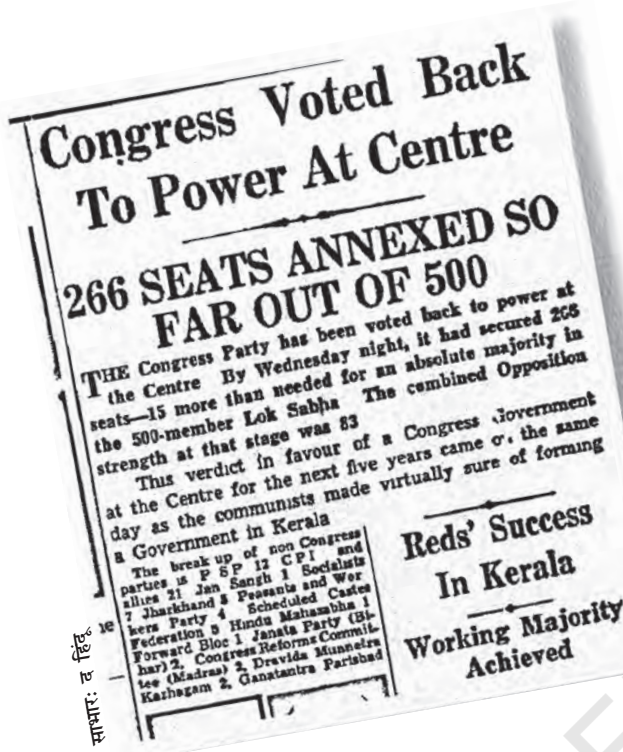 Congress Voted Back
To Power At Centre
266 SEATS ANNEXED SO
FAR OUT OF 500
THE Congress Party has been voted back to power at
the Centre By Wednesday night, it had secured 266
seats—15 more than needed for an absolute majority in
the 500-member Lok Sabha The combined Opposition
strength at that stage was 83
This verdict in favour of a Congress Government
at the Centre for the next five years came on the same
day as the communists made virtually sure of forming
a Government in Kerala
The break up of non Congress
parties is P S P 12 C P I and
allies 21 Jan Sangh 1 Socialists
7 Jharkhand 5 Peasants and Wor
kers Party 4 Scheduled Castes
Federation 5 Hindu Mahasabha 1
Forward Bloc 1 Janata Party (Bi-
har) 2, Congress Reforms Commit-
tee (Madras) 2, Dravida Munnetra
Kazhagam 2, Ganatantra Parishad
Reds' Success
In Kerala
Working Majority
Achieved
साभार: द हिंदू